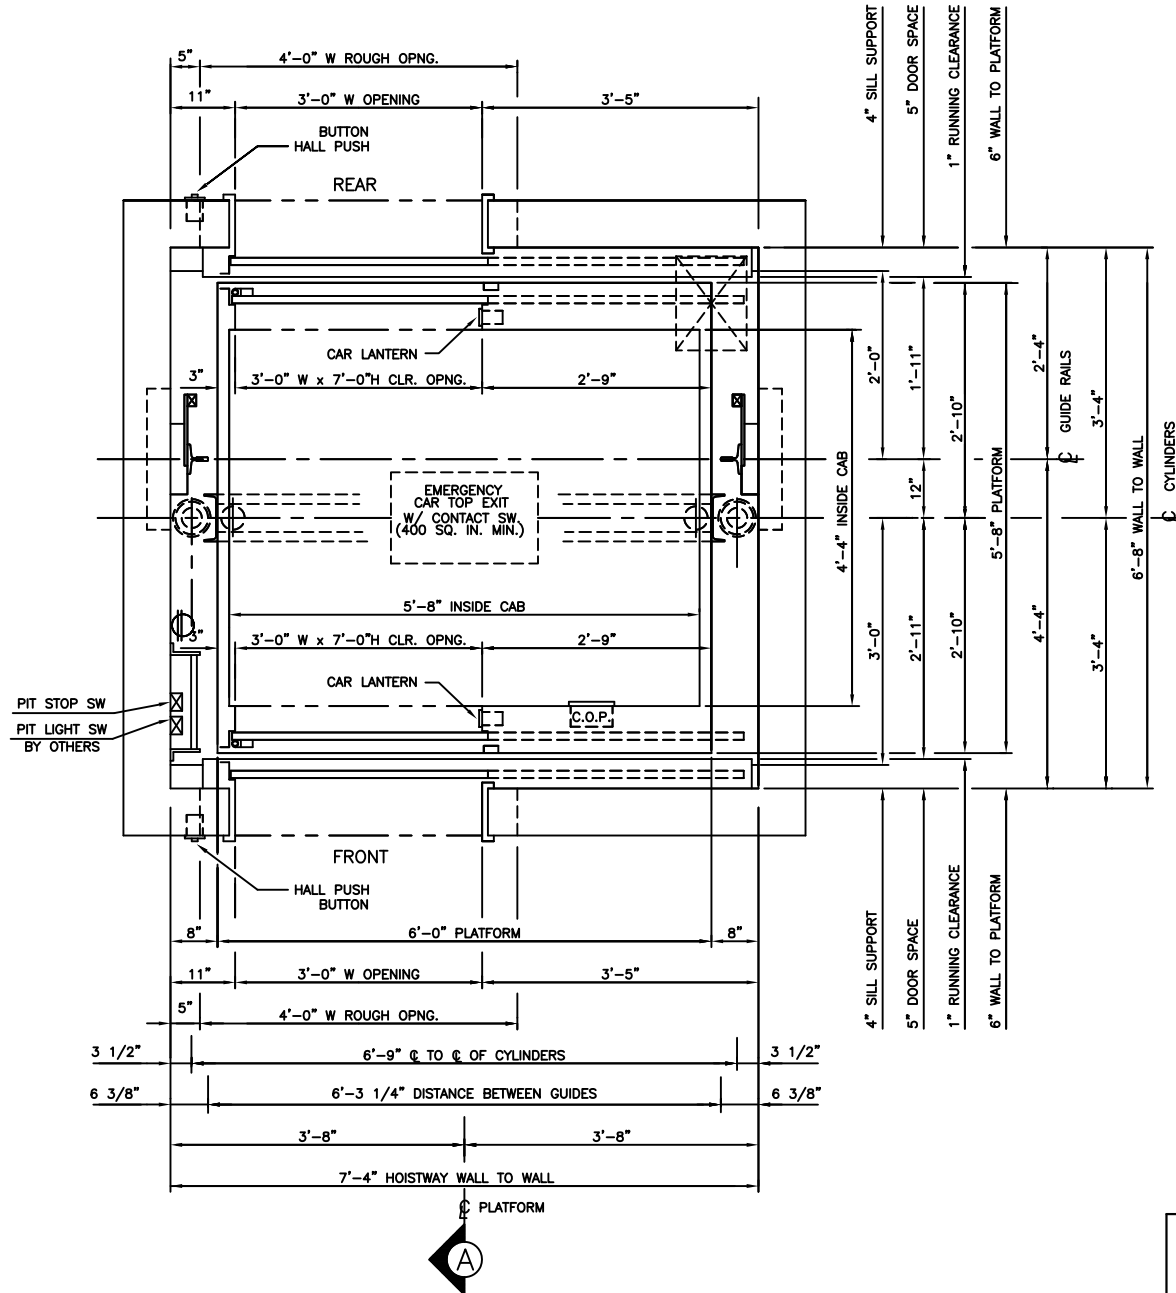 5"
4'-0" W ROUGH OPNG.
11"
3'-0" W OPENING
3'-5"
BUTTON
HALL PUSH
REAR
4" SILL SUPPORT
5" DOOR SPACE
1" RUNNING CLEARANCE
6" WALL TO PLATFORM
CAR LANTERN
3"
3'-0" W x 7'-0"H CLR. OPNG.
2'-9"
EMERGENCY
CAR TOP EXIT
W/ CONTACT SW.
(400 SQ. IN. MIN.)
5'-8" INSIDE CAB
3"
3'-0" W x 7'-0"H CLR. OPNG.
2'-9"
CAR LANTERN
C.O.P.
PIT STOP SW
PIT LIGHT SW
BY OTHERS
4'-4" INSIDE CAB
2'-0"
3'-0"
1'-11"
12"
2'-11"
2'-10"
2'-10"
5'-8" PLATFORM
2'-4"
4'-4"
℄ GUIDE RAILS
3'-4"
3'-4"
6'-8" WALL TO WALL
℄ CYLINDERS
FRONT
HALL PUSH
BUTTON
8"
6'-0" PLATFORM
8"
11"
3'-0" W OPENING
3'-5"
5"
4'-0" W ROUGH OPNG.
4" SILL SUPPORT
5" DOOR SPACE
1" RUNNING CLEARANCE
6" WALL TO PLATFORM
3 1/2"
6'-9" ℄ TO ℄ OF CYLINDERS
3 1/2"
6 3/8"
6'-3 1/4" DISTANCE BETWEEN GUIDES
6 3/8"
3'-8"
3'-8"
7'-4" HOISTWAY WALL TO WALL
℄ PLATFORM
A